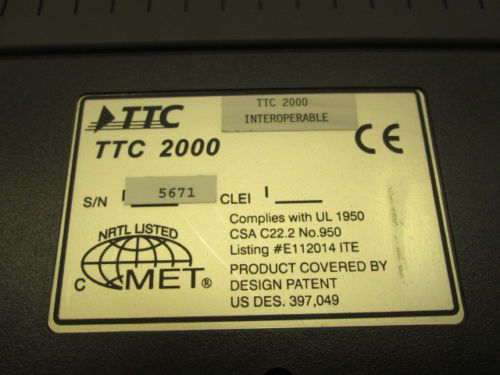 TTC
TTC 2000
INTEROPERABLE
TTC 2000
CE
S/N 5671 CLEI
NRTL LISTED
C MET®
Complies with UL 1950
CSA C22.2 No.950
Listing #E112014 ITE
PRODUCT COVERED BY
DESIGN PATENT
US DES. 397,049